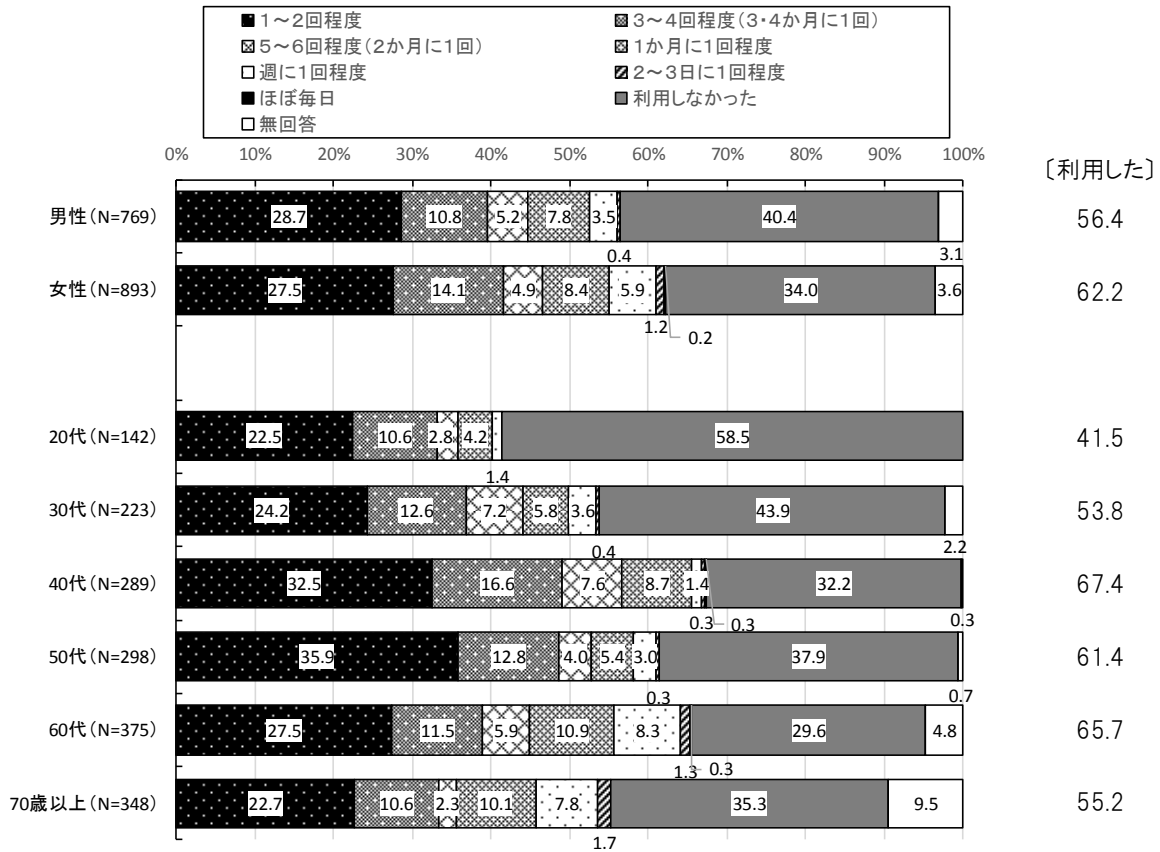 ■1～2回程度 ■3～4回程度(3・4か月に1回)
■5～6回程度(2か月に1回) ■1か月に1回程度
□週に1回程度 ■2～3日に1回程度
■ほぼ毎日 ■利用しなかった
□無回答
0% 10% 20% 30% 40% 50% 60% 70% 80% 90% 100%
〔利用した〕
男性(N=769) 28.7 10.8 5.2 7.8 3.5 40.4 56.4
0.4 3.1
女性(N=893) 27.5 14.1 4.9 8.4 5.9 34.0 3.6 62.2
1.2 0.2
20代(N=142) 22.5 10.6 2.8 4.2 58.5 41.5
1.4
30代(N=223) 24.2 12.6 7.2 5.8 3.6 43.9 53.8
0.4 2.2
40代(N=289) 32.5 16.6 7.6 8.7 1.4 32.2 67.4
0.3 0.3 0.3
50代(N=298) 35.9 12.8 4.0 5.4 3.0 37.9 61.4
0.3 0.7
60代(N=375) 27.5 11.5 5.9 10.9 8.3 29.6 4.8 65.7
1.3 0.3
70歳以上(N=348) 22.7 10.6 2.3 10.1 7.8 35.3 9.5 55.2
1.7